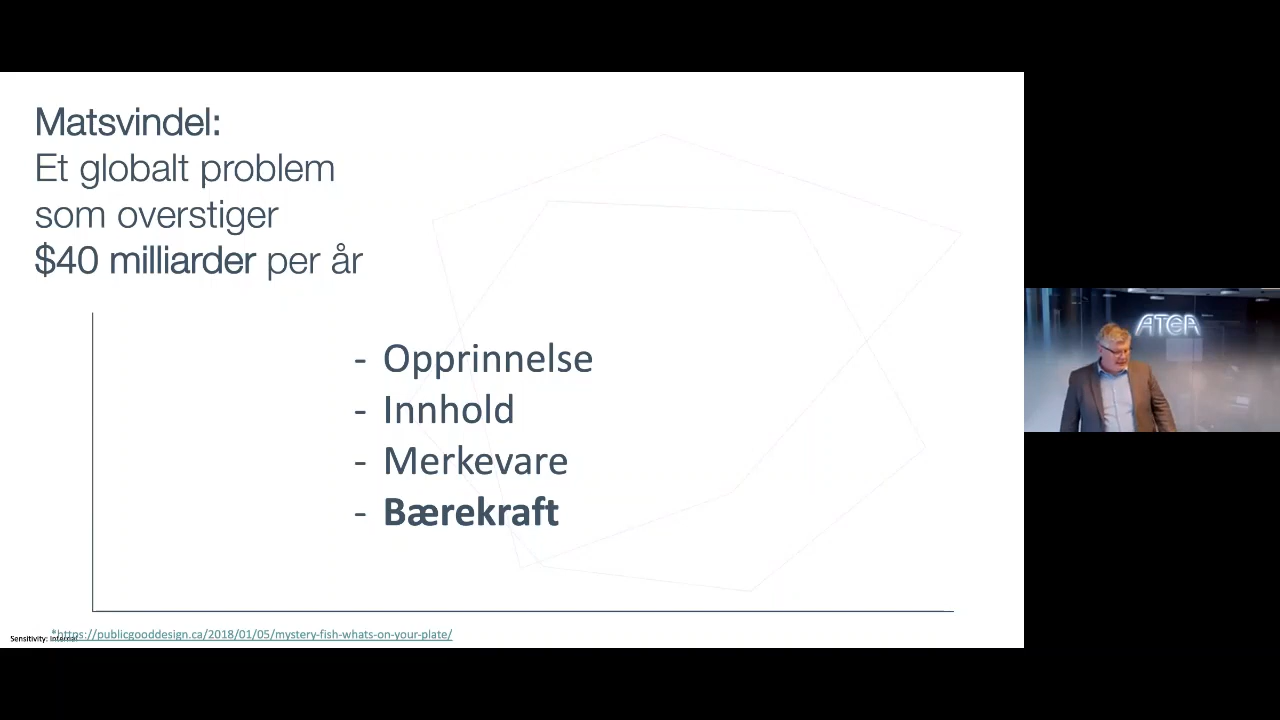 Matsvindel:
Et globalt problem
som overstiger
$40 milliarder per år
- Opprinnelse
- Innhold
- Merkevare
- Bærekraft
ATEA
*https://publicgooddesign.ca/2018/01/05/mystery-fish-whats-on-your-plate/
Sensitivity: Internal